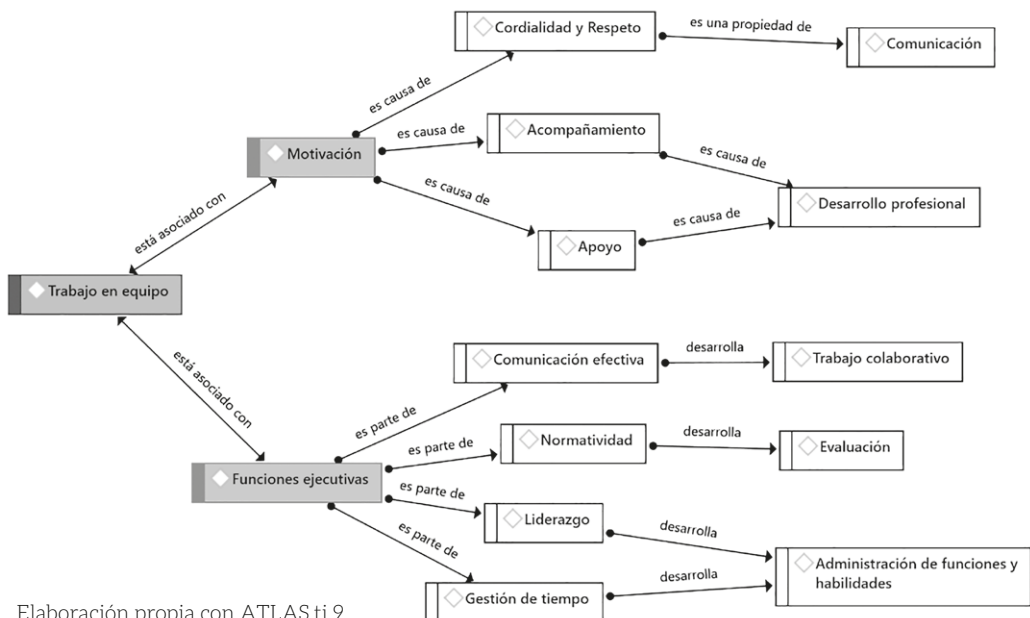 Cordialidad y Respeto
es una propiedad de
Comunicación
es causa de
es causa de
Acompañamiento
Motivación
es causa de
es causa de
Desarrollo profesional
es causa de
Apoyo
está asociado con
Trabajo en equipo
está asociado con
Comunicación efectiva
desarrolla
Trabajo colaborativo
es parte de
es parte de
Normatividad
desarrolla
Evaluación
Funciones ejecutivas
es parte de
Liderazgo
desarrolla
es parte de
Administración de funciones y
habilidades
desarrolla
Gestión de tiempo
Elaboración propia con ATLAS.ti 9